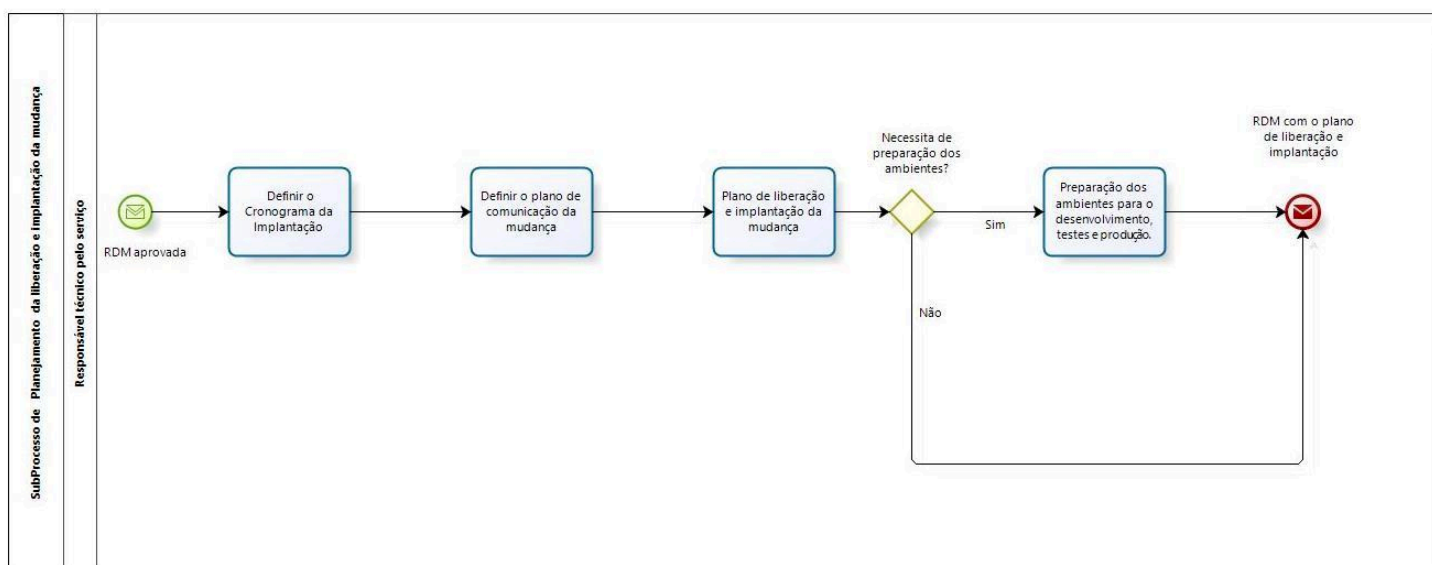 SubProcesso de Planejamento da liberação e implantação da mudança
Responsável técnico pelo serviço
RDM aprovada
Definir o
Cronograma da
Implantação
Definir o plano de
comunicação da
mudança
Plano de liberação
e implantação da
mudança
Necessita de
preparação dos
ambientes?
Sim
Não
Preparação dos
ambientes para o
desenvolvimento,
testes e produção.
RDM com o plano
de liberação e
implantação